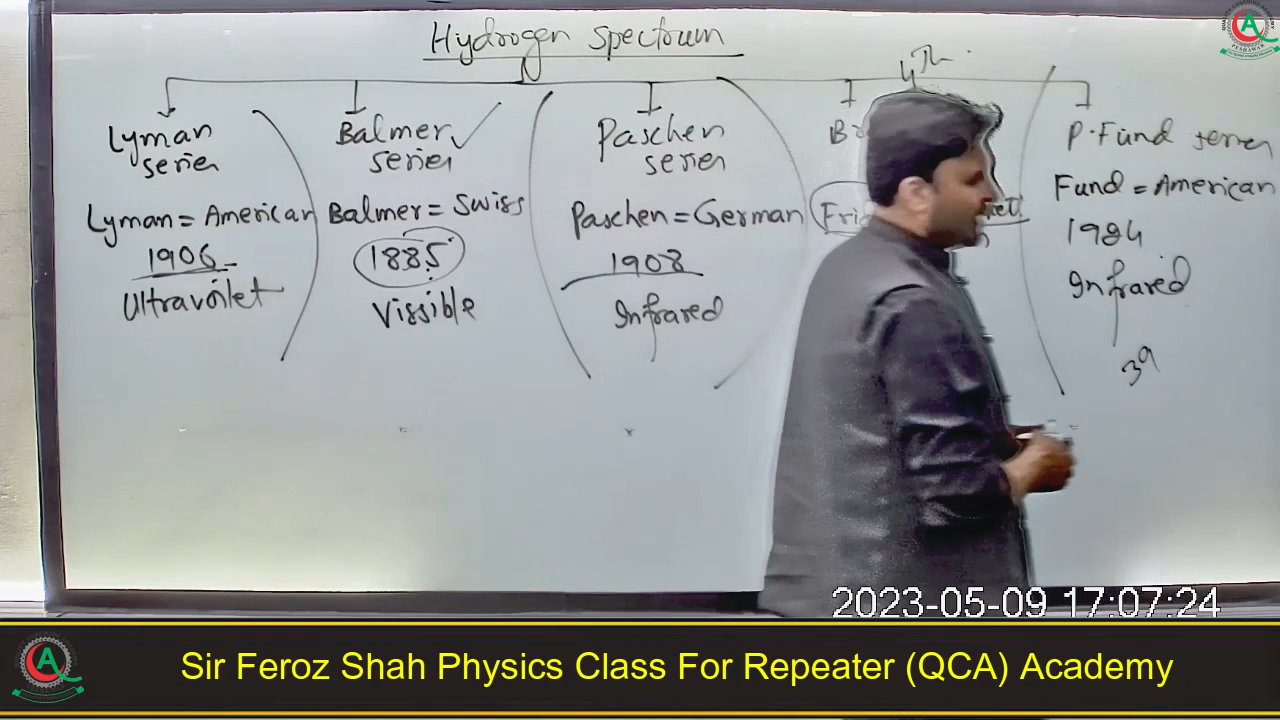 Hydrogen Spectrum
4Th
Lyman
series
Lyman = American
1906
Ultravoilet
Balmer ✓
series
Balmer = Swiss
1885
Vissible
Paschen
series
Paschen = German
1908
Infrared
P.Fund series
Fund = American
1924
Infrared
2023-05-09 17:07:24
Sir Feroz Shah Physics Class For Repeater (QCA) Academy